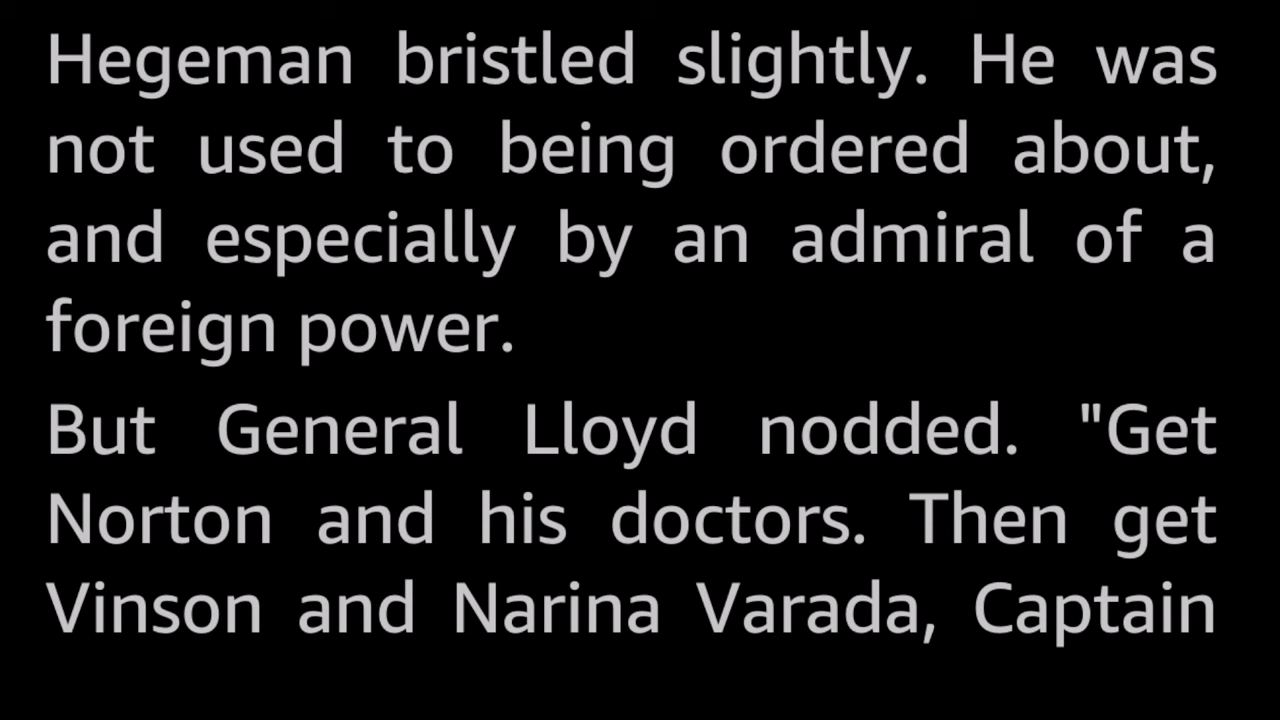 Hegeman bristled slightly. He was
not used to being ordered about,
and especially by an admiral of a
foreign power.
But General Lloyd nodded. "Get
Norton and his doctors. Then get
Vinson and Narina Varada, Captain